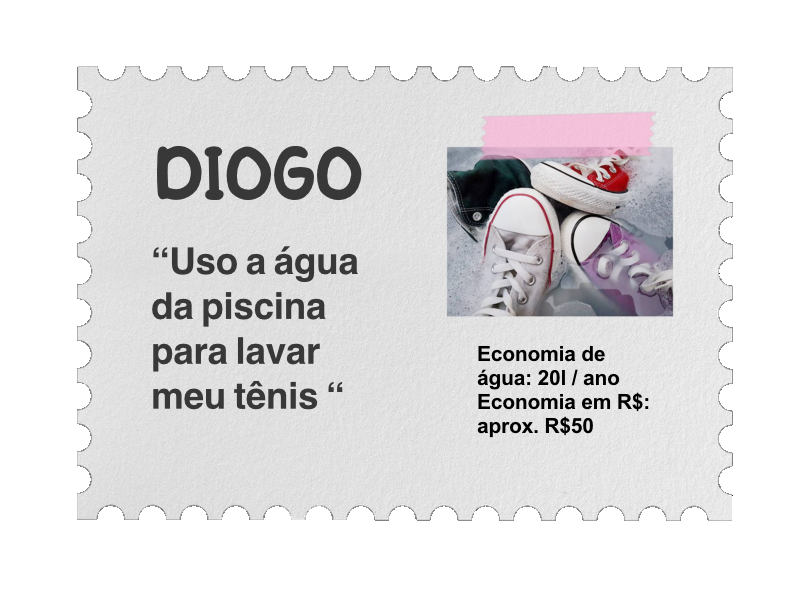 DIOGO
“Uso a água
da piscina
para lavar
meu tênis “
Economia de
água: 20l / ano
Economia em R$:
aprox. R$50